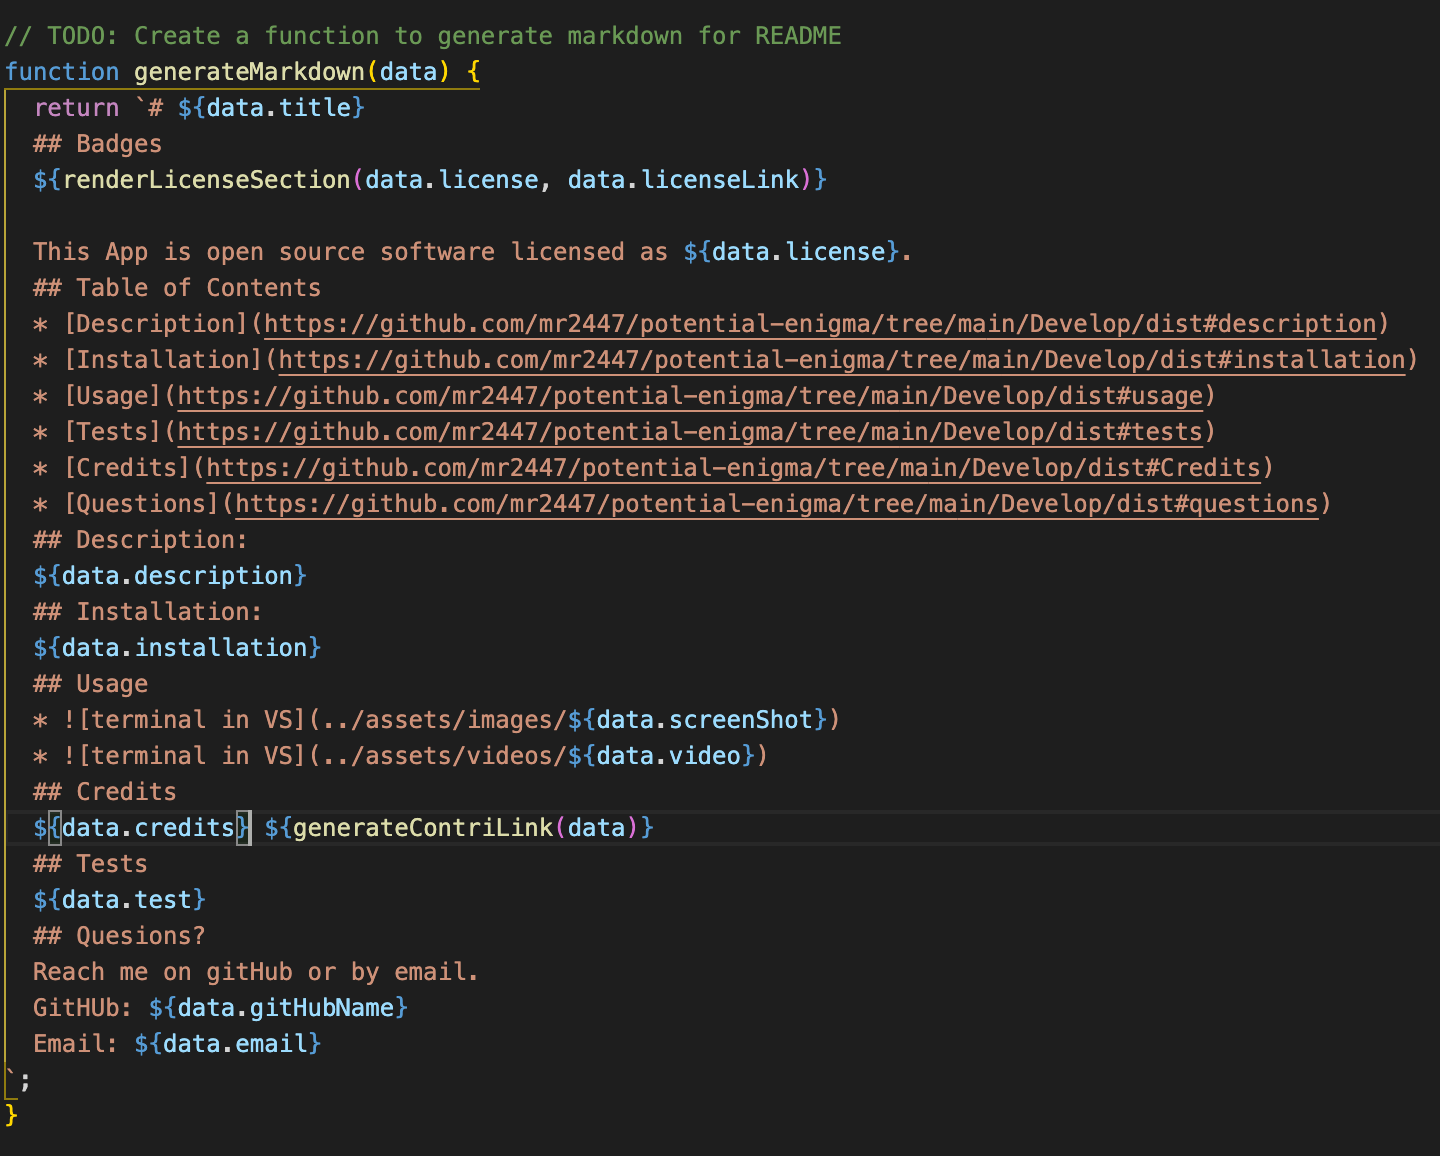 // TODO: Create a function to generate markdown for README
function generateMarkdown(data) {
  return `# ${data.title}
  ## Badges
  ${renderLicenseSection(data.license, data.licenseLink)}

  This App is open source software licensed as ${data.license}.
  ## Table of Contents
  * [Description](https://github.com/mr2447/potential-enigma/tree/main/Develop/dist#description)
  * [Installation](https://github.com/mr2447/potential-enigma/tree/main/Develop/dist#installation)
  * [Usage](https://github.com/mr2447/potential-enigma/tree/main/Develop/dist#usage)
  * [Tests](https://github.com/mr2447/potential-enigma/tree/main/Develop/dist#tests)
  * [Credits](https://github.com/mr2447/potential-enigma/tree/main/Develop/dist#Credits)
  * [Questions](https://github.com/mr2447/potential-enigma/tree/main/Develop/dist#questions)
  ## Description:
  ${data.description}
  ## Installation:
  ${data.installation}
  ## Usage
  * ![terminal in VS](../assets/images/${data.screenShot})
  * ![terminal in VS](../assets/videos/${data.video})
  ## Credits
  ${data.credits} ${generateContriLink(data)}
  ## Tests
  ${data.test}
  ## Quesions?
  Reach me on gitHub or by email.
  GitHUb: ${data.gitHubName}
  Email: ${data.email}
`;
}